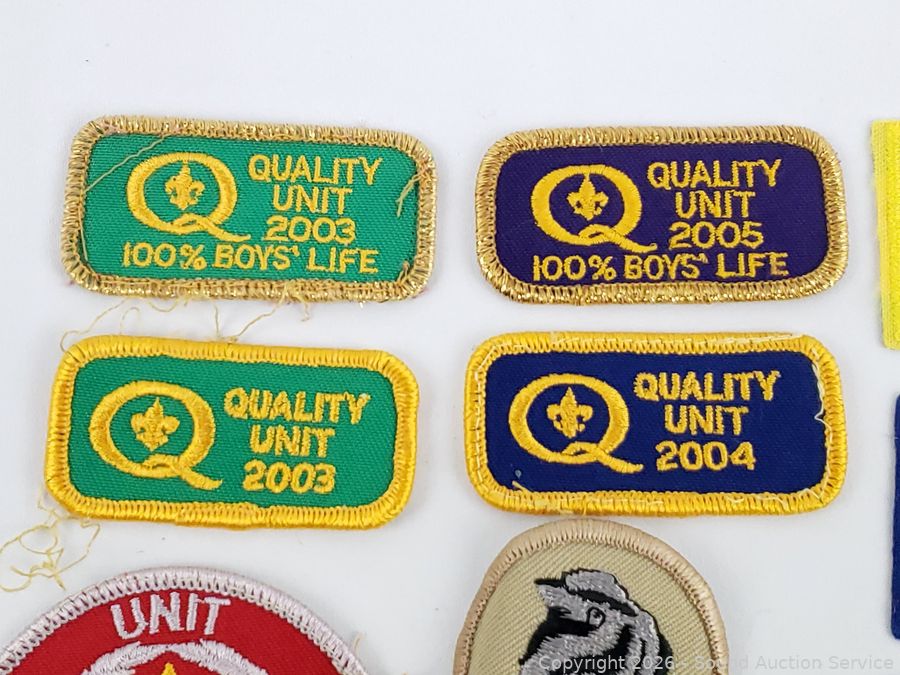 QUALITY
UNIT
2003
100% BOYS' LIFE
QUALITY
UNIT
2005
100% BOYS' LIFE
QUALITY
UNIT
2003
QUALITY
UNIT
2004
UNIT
Copyright 2026 - Sound Auction Service